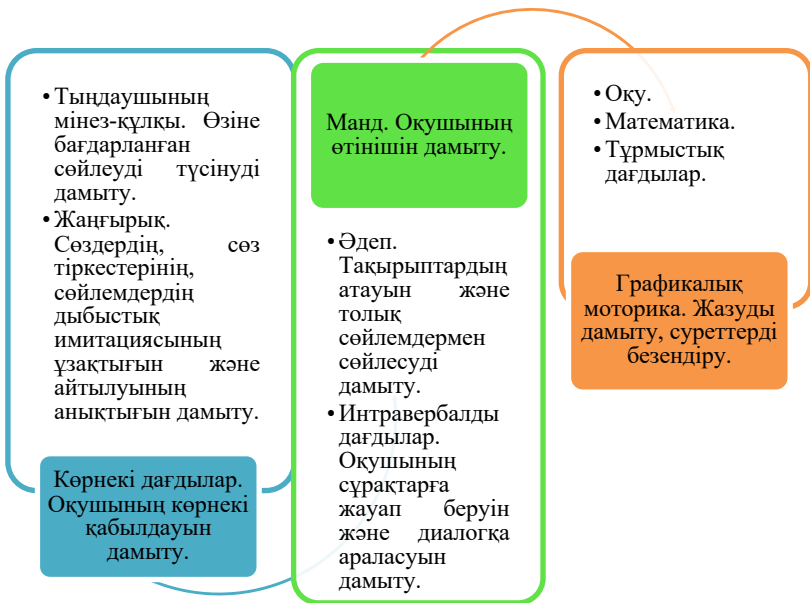 • Тыңдаушының
мінез-құлқы. Өзіне
бағдарланған
сөйлеуді түсінуді
дамыту.
• Жаңғырық.
Сөздердің, сөз
тіркестерінің,
сөйлемдердің
дыбыстық
имитациясының
ұзақтығын және
айтылуының
анықтығын дамыту.
Көрнекі дағдылар.
Оқушының көрнекі
қабылдауын
дамыту.
Манд. Оқушының
өтінішін дамыту.
• Әдеп.
Тақырыптардың
атауын және
толық
сөйлемдермен
сөйлесуді
дамыту.
• Интравербалды
дағдылар.
Оқушының
сұрақтарға
жауап беруін
және диалогқа
араласуын
дамыту.
• Оқу.
• Математика.
• Тұрмыстық
дағдылар.
Графикалық
моторика. Жазуды
дамыту, суреттерді
безендіру.